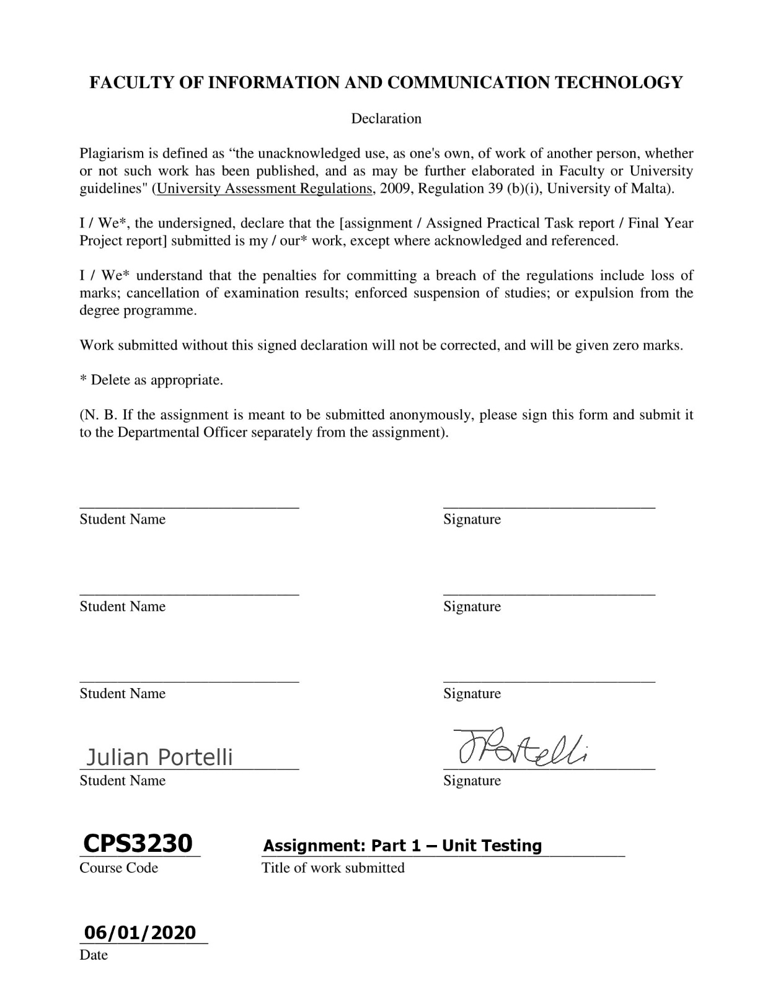 FACULTY OF INFORMATION AND COMMUNICATION TECHNOLOGY
Declaration
Plagiarism is defined as “the unacknowledged use, as one's own, of work of another person, whether
or not such work has been published, and as may be further elaborated in Faculty or University
guidelines" (University Assessment Regulations, 2009, Regulation 39 (b)(i), University of Malta).
I / We*, the undersigned, declare that the [assignment / Assigned Practical Task report / Final Year
Project report] submitted is my / our* work, except where acknowledged and referenced.
I / We* understand that the penalties for committing a breach of the regulations include loss of
marks; cancellation of examination results; enforced suspension of studies; or expulsion from the
degree programme.
Work submitted without this signed declaration will not be corrected, and will be given zero marks.
* Delete as appropriate.
(N. B. If the assignment is meant to be submitted anonymously, please sign this form and submit it
to the Departmental Officer separately from the assignment).
Student Name Signature
Student Name Signature
Student Name Signature
Julian Portelli JPortelli
Student Name Signature
CPS3230 Assignment: Part 1 – Unit Testing
Course Code Title of work submitted
06/01/2020
Date